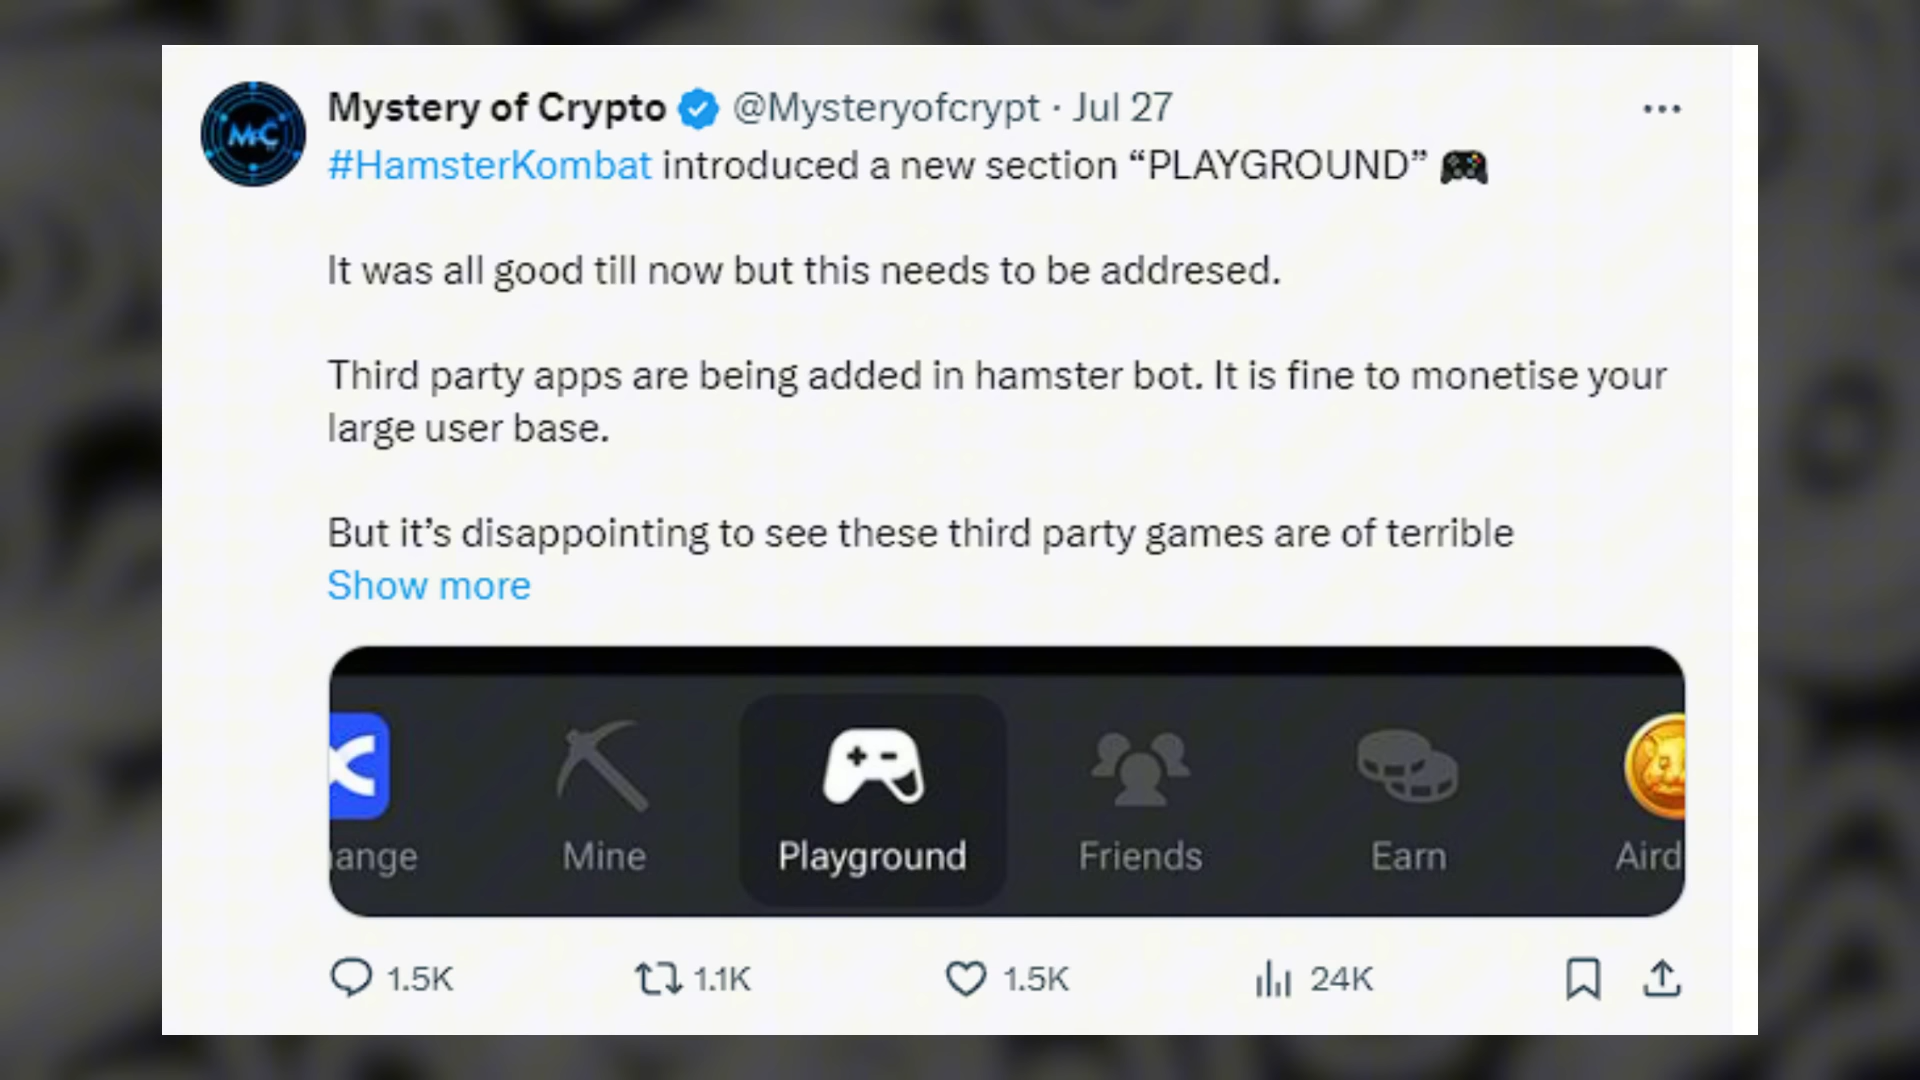 Mystery of Crypto @Mysteryofcrypt · Jul 27
MC
#HamsterKombat introduced a new section “PLAYGROUND” 🎮
It was all good till now but this needs to be addresed.
Third party apps are being added in hamster bot. It is fine to monetise your
large user base.
But it’s disappointing to see these third party games are of terrible
Show more
ange Mine Playground Friends Earn Aird
1.5K 1.1K 1.5K 24K